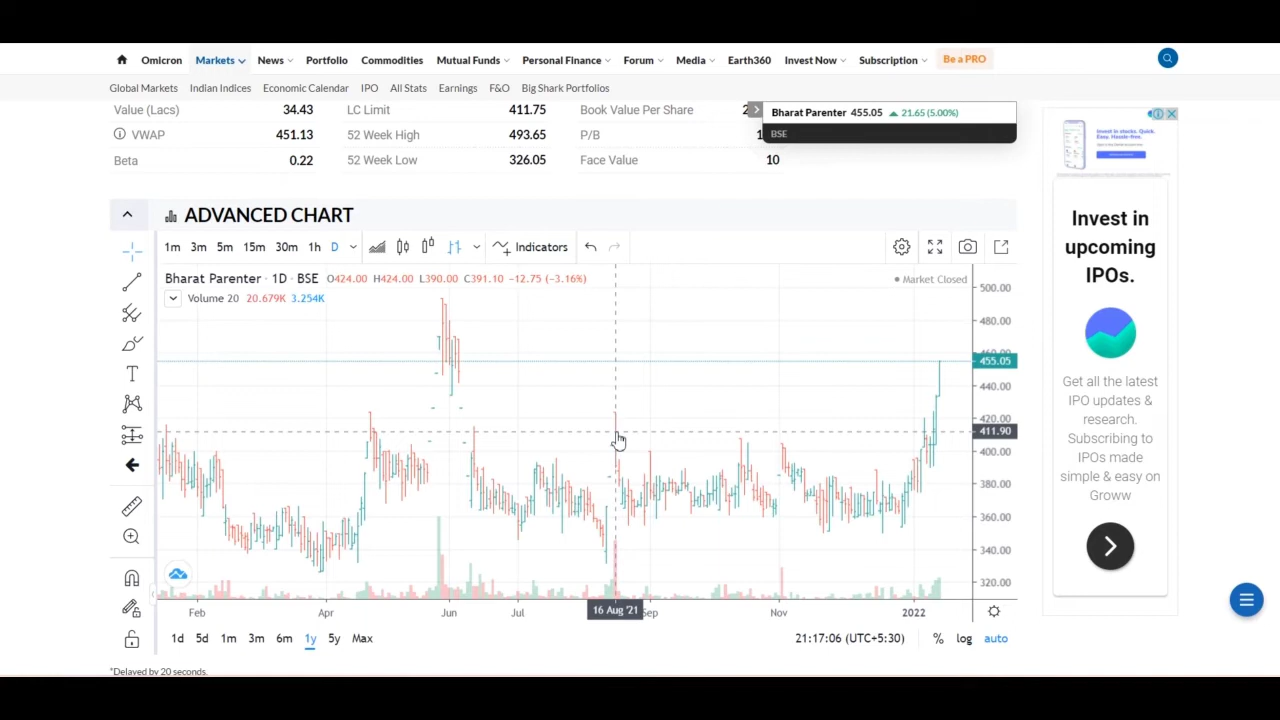 Omicron Markets News Portfolio Commodities Mutual Funds Personal Finance Forum Media Earth360 Invest Now Subscription Be a PRO
Global Markets Indian Indices Economic Calendar IPO All Stats Earnings F&O Big Shark Portfolios
Value (Lacs) 34.43 LC Limit 411.75 Book Value Per Share
Bharat Parenter 455.05 ▲ 21.65 (5.00%)
VWAP 451.13 52 Week High 493.65 P/B
BSE
Beta 0.22 52 Week Low 326.05 Face Value 10
ADVANCED CHART
1m 3m 5m 15m 30m 1h D Indicators
Bharat Parenter · 1D · BSE O424.00 H424.00 L390.00 C391.10 −12.75 (−3.16%)
Market Closed
Volume 20 20.679K 3.254K
500.00
480.00
460.00
455.05
440.00
420.00
411.90
400.00
380.00
360.00
340.00
320.00
Feb Apr Jun Jul 16 Aug '21 Sep Nov 2022
1d 5d 1m 3m 6m 1y 5y Max 21:17:06 (UTC+5:30) % log auto
*Delayed by 20 seconds.
Invest in stocks. Quick.
Easy. Hassle-free.
Invest in
upcoming
IPOs.
Get all the latest
IPO updates &
research.
Subscribing to
IPOs made
simple & easy on
Groww